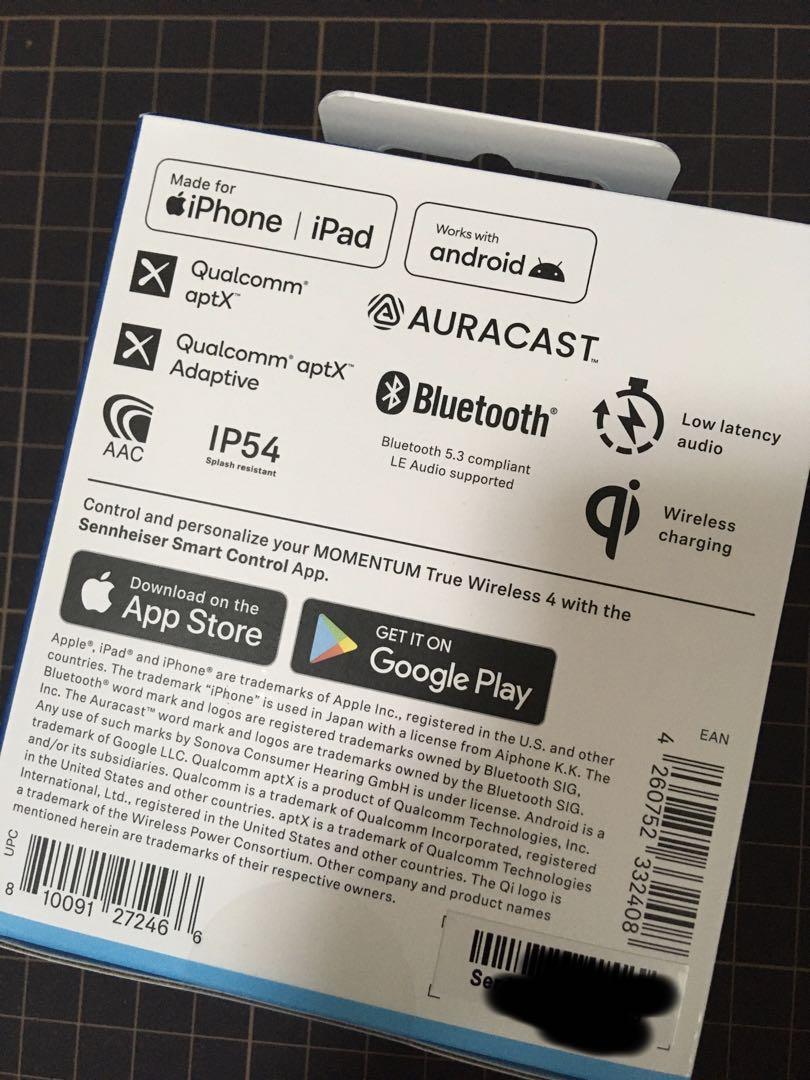 Made for
iPhone | iPad
Works with
android
Qualcomm®
aptX™
AURACAST™
Qualcomm® aptX™
Adaptive
Bluetooth®
Low latency
audio
AAC
IP54
Splash resistant
Bluetooth 5.3 compliant
LE Audio supported
qi
Wireless
charging
Control and personalize your MOMENTUM True Wireless 4 with the
Sennheiser Smart Control App.
Download on the
App Store
GET IT ON
Google Play
Apple®, iPad® and iPhone® are trademarks of Apple Inc., registered in the U.S. and other
countries. The trademark “iPhone” is used in Japan with a license from Aiphone K.K. The
Bluetooth® word mark and logos are registered trademarks owned by Bluetooth SIG,
Inc. The Auracast™ word mark and logos are trademarks owned by the Bluetooth SIG.
Any use of such marks by Sonova Consumer Hearing GmbH is under license. Android is a
trademark of Google LLC. Qualcomm aptX is a product of Qualcomm Technologies, Inc.
and/or its subsidiaries. Qualcomm is a trademark of Qualcomm Incorporated, registered
in the United States and other countries. aptX is a trademark of Qualcomm Technologies
International, Ltd., registered in the United States and other countries. The Qi logo is
a trademark of the Wireless Power Consortium. Other company and product names
mentioned herein are trademarks of their respective owners.
EAN
4 260752 332408
UPC
8 10091 27246 6